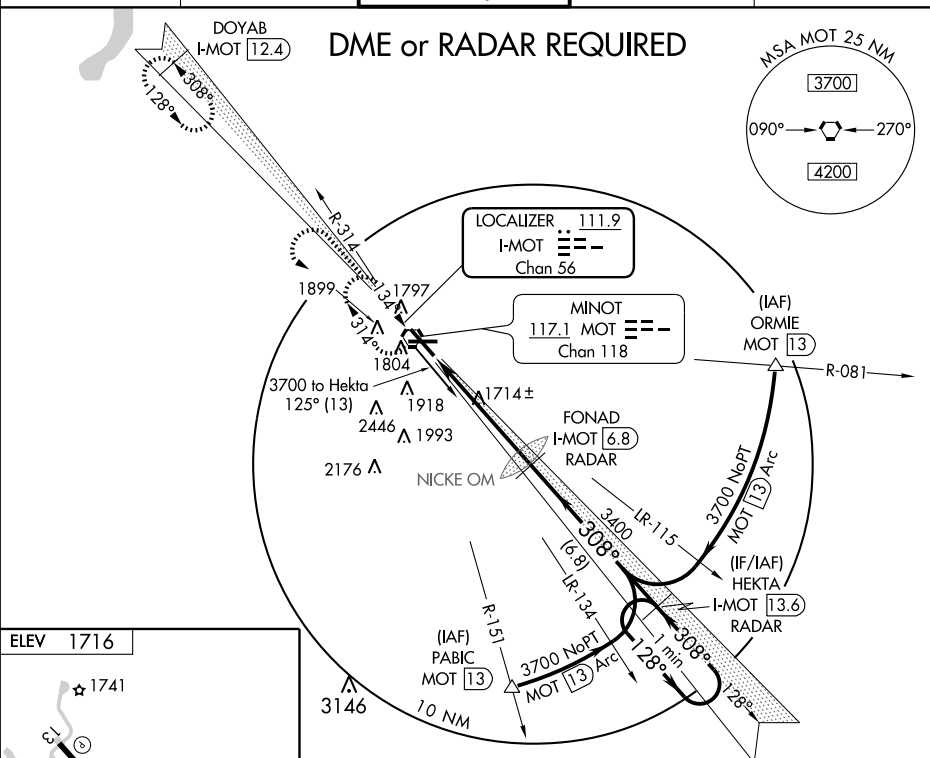 DOYAB
I-MOT 12.4
DME or RADAR REQUIRED
MSA MOT 25 NM
3700
090°
270°
4200
308°
128°
R-314
LOCALIZER 111.9
I-MOT
Chan 56
134°
1797
1899
314°
1804
MINOT
117.1 MOT
Chan 118
(IAF)
ORMIE
MOT 13
R-081
3700 to Hekta
125° (13)
1918
1714±
2446
1993
2176
FONAD
I-MOT 6.8
RADAR
NICKE OM
3700 NoPT
MOT 13 Arc
3400
LR-115
308°
(6.8)
LR-134
(IF/IAF)
HEKTA
I-MOT 13.6
RADAR
R-151
(IAF)
PABIC
MOT 13
3700 NoPT
MOT 13 Arc
1 min
308°
128°
128°
10 NM
3146
ELEV 1716
1741
13
P